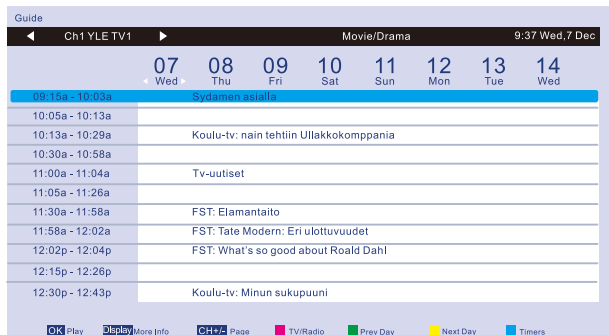 Guide
Ch1 YLE TV1 Movie/Drama 9:37 Wed,7 Dec
07 08 09 10 11 12 13 14
Wed Thu Fri Sat Sun Mon Tue Wed
09:15a - 10:03a Sydamen asialla
10:05a - 10:13a
10:13a - 10:29a Koulu-tv: nain tehtiin Ullakkokomppania
10:30a - 10:58a
11:00a - 11:04a Tv-uutiset
11:05a - 11:26a
11:30a - 11:58a FST: Elamantaito
11:58a - 12:02a FST: Tate Modern: Eri ulottuvuudet
12:02p - 12:04p FST: What's so good about Roald Dahl
12:15p - 12:26p
12:30p - 12:43p Koulu-tv: Minun sukupuuni
OK Play DIsplay More Info CH+/- Page TV/Radio Prev Day Next Day Timers